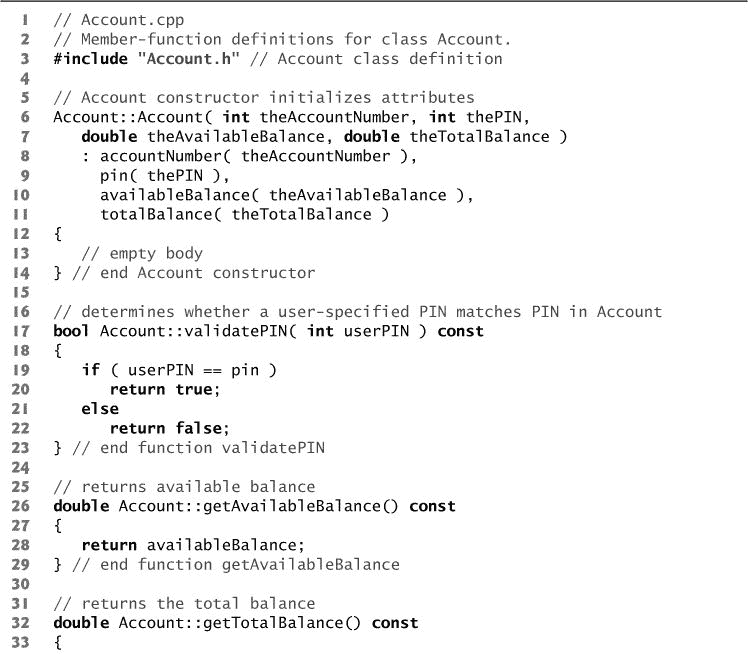 1 // Account.cpp
2 // Member-function definitions for class Account.
3 #include "Account.h" // Account class definition
4
5 // Account constructor initializes attributes
6 Account::Account( int theAccountNumber, int thePIN,
7    double theAvailableBalance, double theTotalBalance )
8    : accountNumber( theAccountNumber ),
9      pin( thePIN ),
10      availableBalance( theAvailableBalance ),
11      totalBalance( theTotalBalance )
12 {
13    // empty body
14 } // end Account constructor
15
16 // determines whether a user-specified PIN matches PIN in Account
17 bool Account::validatePIN( int userPIN ) const
18 {
19    if ( userPIN == pin )
20       return true;
21    else
22       return false;
23 } // end function validatePIN
24
25 // returns available balance
26 double Account::getAvailableBalance() const
27 {
28    return availableBalance;
29 } // end function getAvailableBalance
30
31 // returns the total balance
32 double Account::getTotalBalance() const
33 {